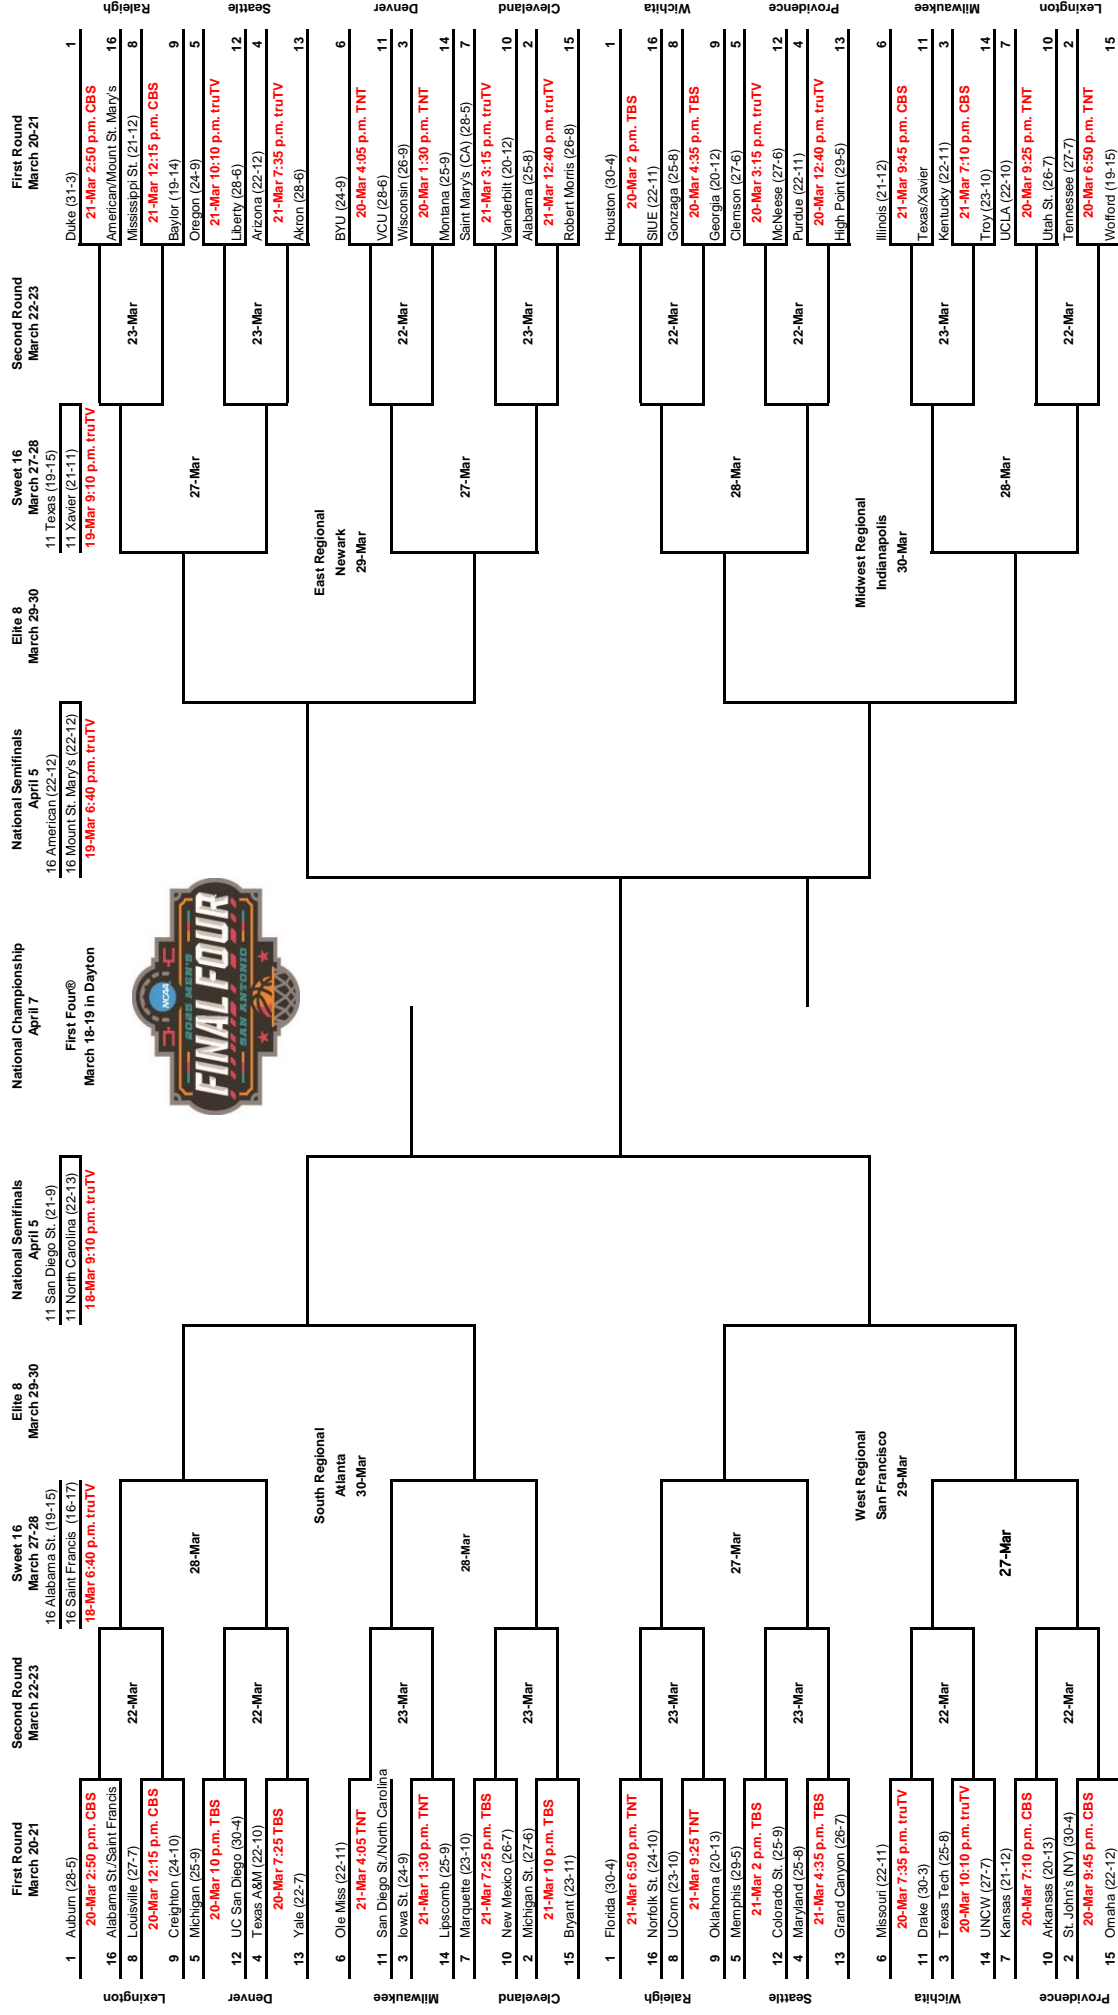 First Round
March 20-21
Second Round
March 22-23
Sweet 16
March 27-28
Elite 8
March 29-30
National Semifinals
April 5
National Championship
April 7
National Semifinals
April 5
Elite 8
March 29-30
Sweet 16
March 27-28
Second Round
March 22-23
First Round
March 20-21
16 Alabama St. (19-15)
16 Saint Francis (16-17)
18-Mar 6:40 p.m. truTV
11 San Diego St. (21-9)
11 North Carolina (22-13)
18-Mar 9:10 p.m. truTV
First Four®
March 18-19 in Dayton
16 American (22-12)
16 Mount St. Mary's (22-12)
19-Mar 6:40 p.m. truTV
11 Texas (19-15)
11 Xavier (21-11)
19-Mar 9:10 p.m. truTV
NCAA
2025 MEN'S
FINAL FOUR
SAN ANTONIO
Lexington
1 Auburn (28-5)
20-Mar 2:50 p.m. CBS
16 Alabama St./Saint Francis
8 Louisville (27-7)
20-Mar 12:15 p.m. CBS
9 Creighton (24-10)
22-Mar
Denver
5 Michigan (25-9)
20-Mar 10 p.m. TBS
12 UC San Diego (30-4)
4 Texas A&M (22-10)
20-Mar 7:25 TBS
13 Yale (22-7)
22-Mar
28-Mar
Milwaukee
6 Ole Miss (22-11)
21-Mar 4:05 TNT
11 San Diego St./North Carolina
3 Iowa St. (24-9)
21-Mar 1:30 p.m. TNT
14 Lipscomb (25-9)
23-Mar
Cleveland
7 Marquette (23-10)
21-Mar 7:25 p.m. TBS
10 New Mexico (26-7)
2 Michigan St. (27-6)
21-Mar 10 p.m. TBS
15 Bryant (23-11)
23-Mar
28-Mar
South Regional
Atlanta
30-Mar
Raleigh
1 Florida (30-4)
21-Mar 6:50 p.m. TNT
16 Norfolk St. (24-10)
8 UConn (23-10)
21-Mar 9:25 TNT
9 Oklahoma (20-13)
23-Mar
Seattle
5 Memphis (29-5)
21-Mar 2 p.m. TBS
12 Colorado St. (25-9)
4 Maryland (25-8)
21-Mar 4:35 p.m. TBS
13 Grand Canyon (26-7)
23-Mar
27-Mar
Wichita
6 Missouri (22-11)
20-Mar 7:35 p.m. truTV
11 Drake (30-3)
3 Texas Tech (25-8)
20-Mar 10:10 p.m. truTV
14 UNCW (27-7)
22-Mar
Providence
7 Kansas (21-12)
20-Mar 7:10 p.m. CBS
10 Arkansas (20-13)
2 St. John's (NY) (30-4)
20-Mar 9:45 p.m. CBS
15 Omaha (22-12)
22-Mar
27-Mar
West Regional
San Francisco
29-Mar
Raleigh
Duke (31-3) 1
21-Mar 2:50 p.m. CBS
American/Mount St. Mary's 16
Mississippi St. (21-12) 8
21-Mar 12:15 p.m. CBS
Baylor (19-14) 9
23-Mar
Seattle
Oregon (24-9) 5
21-Mar 10:10 p.m. truTV
Liberty (28-6) 12
Arizona (22-12) 4
21-Mar 7:35 p.m. truTV
Akron (28-6) 13
23-Mar
27-Mar
Denver
BYU (24-9) 6
20-Mar 4:05 p.m. TNT
VCU (28-6) 11
Wisconsin (26-9) 3
20-Mar 1:30 p.m. TNT
Montana (25-9) 14
22-Mar
Cleveland
Saint Mary's (CA) (28-5) 7
21-Mar 3:15 p.m. truTV
Vanderbilt (20-12) 10
Alabama (25-8) 2
21-Mar 12:40 p.m. truTV
Robert Morris (26-8) 15
23-Mar
27-Mar
East Regional
Newark
29-Mar
Wichita
Houston (30-4) 1
20-Mar 2 p.m. TBS
SIUE (22-11) 16
Gonzaga (25-8) 8
20-Mar 4:35 p.m. TBS
Georgia (20-12) 9
22-Mar
Providence
Clemson (27-6) 5
20-Mar 3:15 p.m. truTV
McNeese (27-6) 12
Purdue (22-11) 4
20-Mar 12:40 p.m. truTV
High Point (29-5) 13
22-Mar
28-Mar
Milwaukee
Illinois (21-12) 6
21-Mar 9:45 p.m. CBS
Texas/Xavier 11
Kentucky (22-11) 3
21-Mar 7:10 p.m. CBS
Troy (23-10) 14
23-Mar
Lexington
UCLA (22-10) 7
20-Mar 9:25 p.m. TNT
Utah St. (26-7) 10
Tennessee (27-7) 2
20-Mar 6:50 p.m. TNT
Wofford (19-15) 15
22-Mar
28-Mar
Midwest Regional
Indianapolis
30-Mar